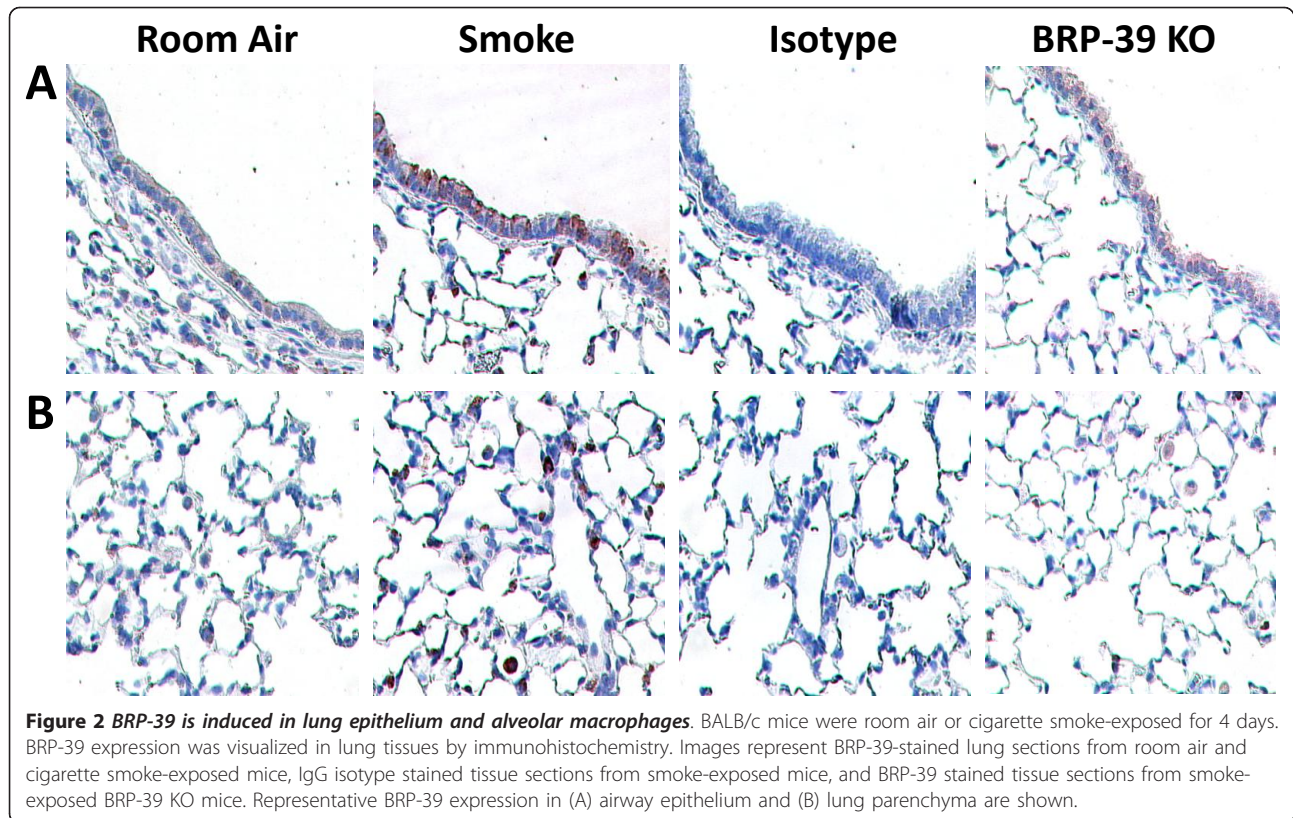 Room Air Smoke Isotype BRP-39 KO
A
B
Figure 2 BRP-39 is induced in lung epithelium and alveolar macrophages. BALB/c mice were room air or cigarette smoke-exposed for 4 days.
BRP-39 expression was visualized in lung tissues by immunohistochemistry. Images represent BRP-39-stained lung sections from room air and
cigarette smoke-exposed mice, IgG isotype stained tissue sections from smoke-exposed mice, and BRP-39 stained tissue sections from smoke-
exposed BRP-39 KO mice. Representative BRP-39 expression in (A) airway epithelium and (B) lung parenchyma are shown.